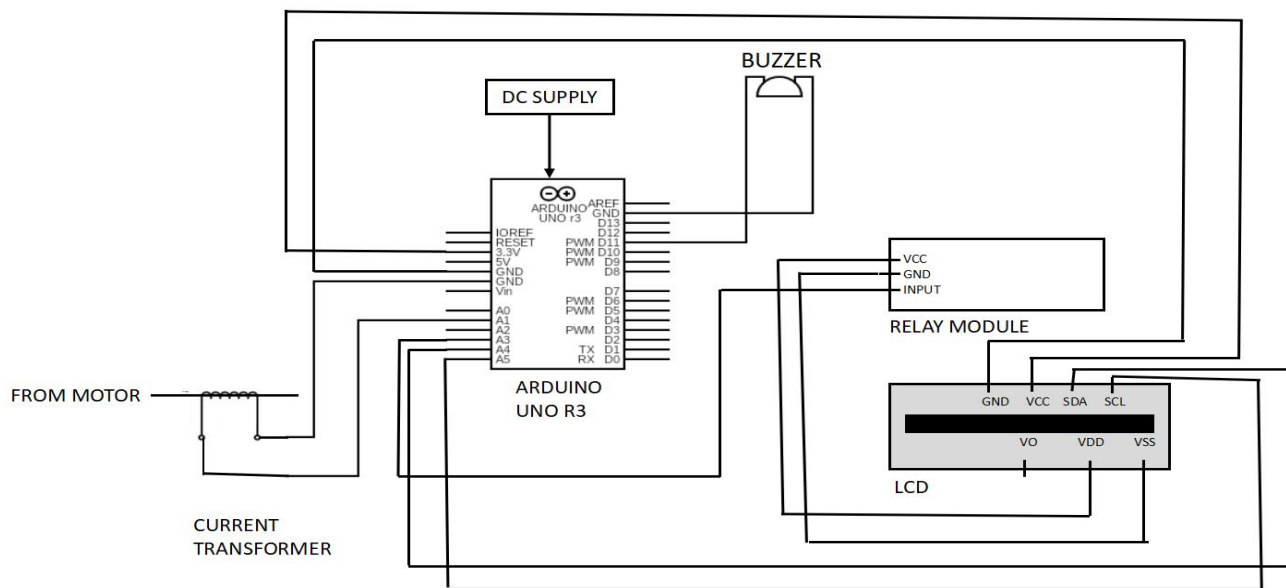 BUZZER
DC SUPPLY
ARDUINO
UNO r3
AREF
GND
D13
D12
PWM D11
PWM D10
PWM D9
D8
D7
PWM D6
PWM D5
D4
PWM D3
D2
TX D1
RX D0
IOREF
RESET
3.3V
5V
GND
GND
Vin
A0
A1
A2
A3
A4
A5
ARDUINO
UNO R3
VCC
GND
INPUT
RELAY MODULE
FROM MOTOR
GND VCC SDA SCL
VO VDD VSS
LCD
CURRENT
TRANSFORMER